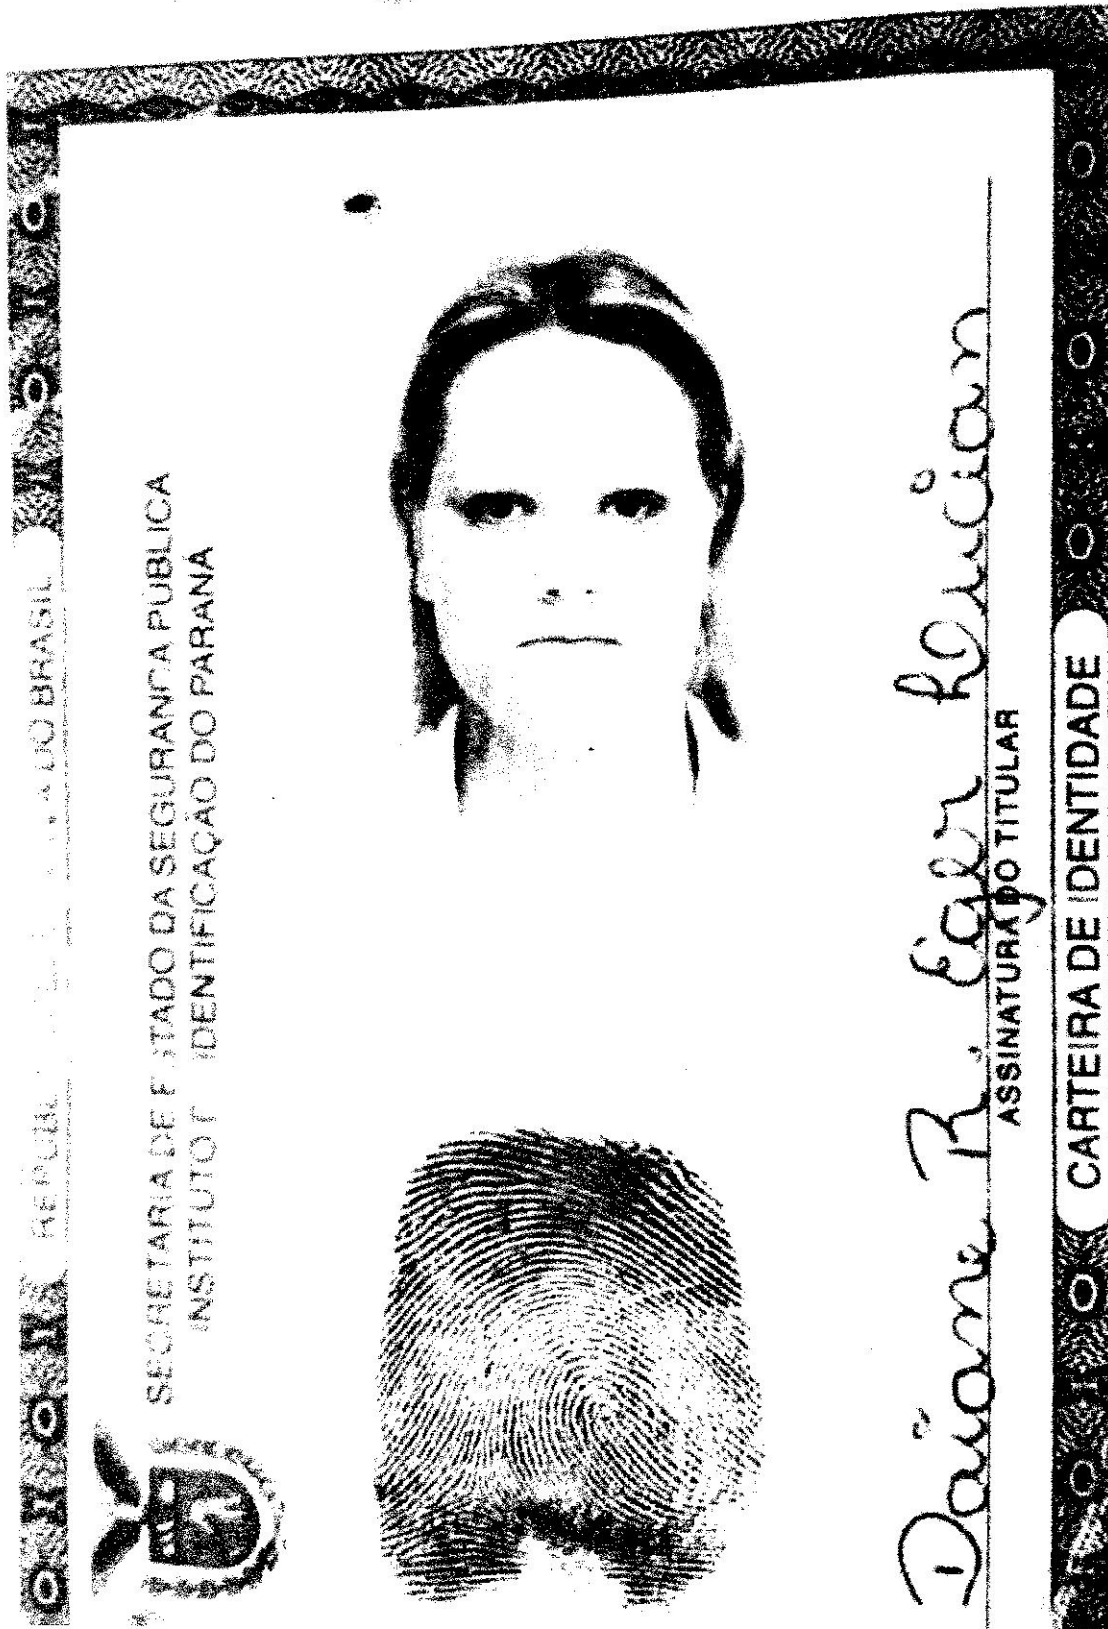 DO BRASIL
SECRETARIA DE ESTADO DA SEGURANÇA PÚBLICA
INSTITUTO IDENTIFICAÇÃO DO PARANÁ
Daiane R. Eger
ASSINATURA DO TITULAR
CARTEIRA DE IDENTIDADE